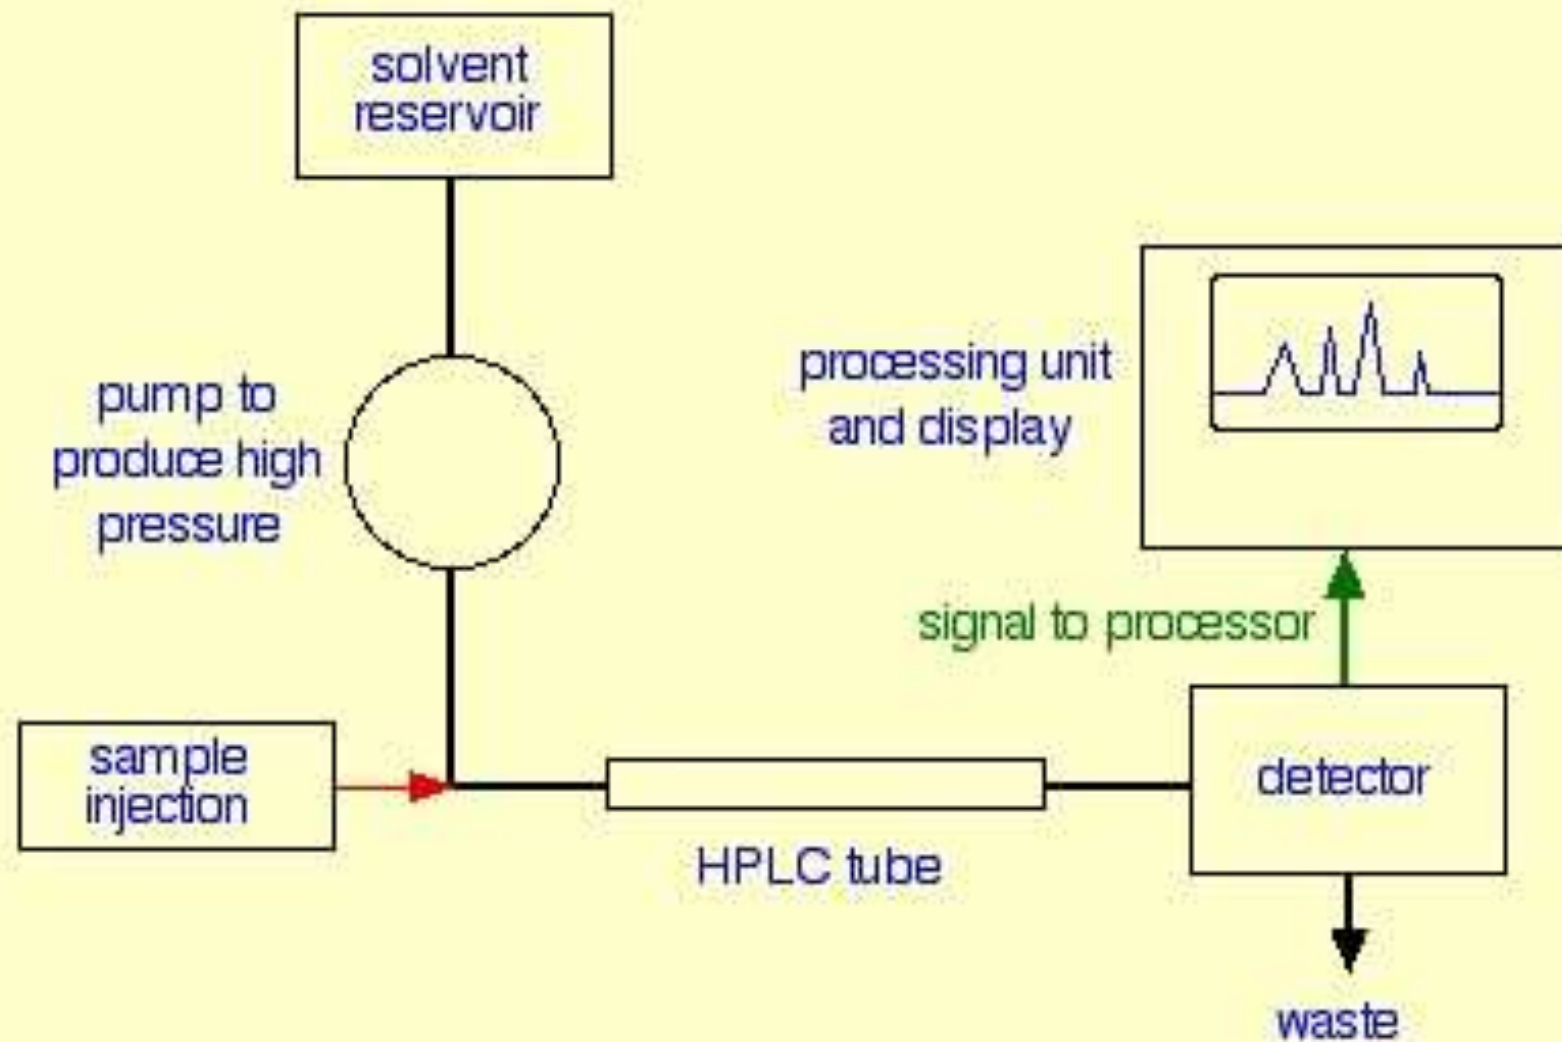 solvent
reservoir
pump to
produce high
pressure
processing unit
and display
signal to processor
sample
injection
detector
HPLC tube
waste